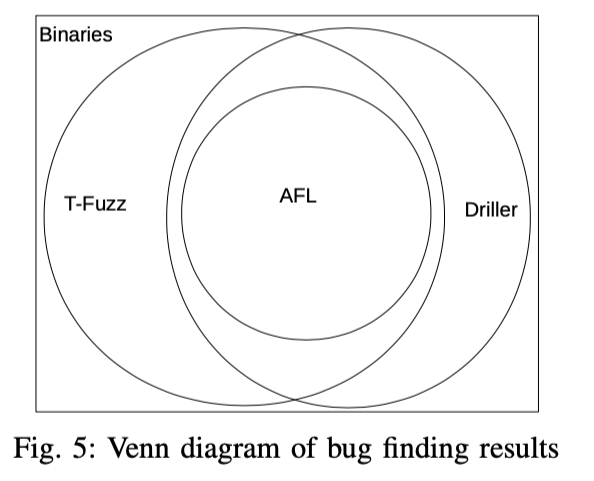 Binaries
AFL
T-Fuzz
Driller
Fig. 5: Venn diagram of bug finding results